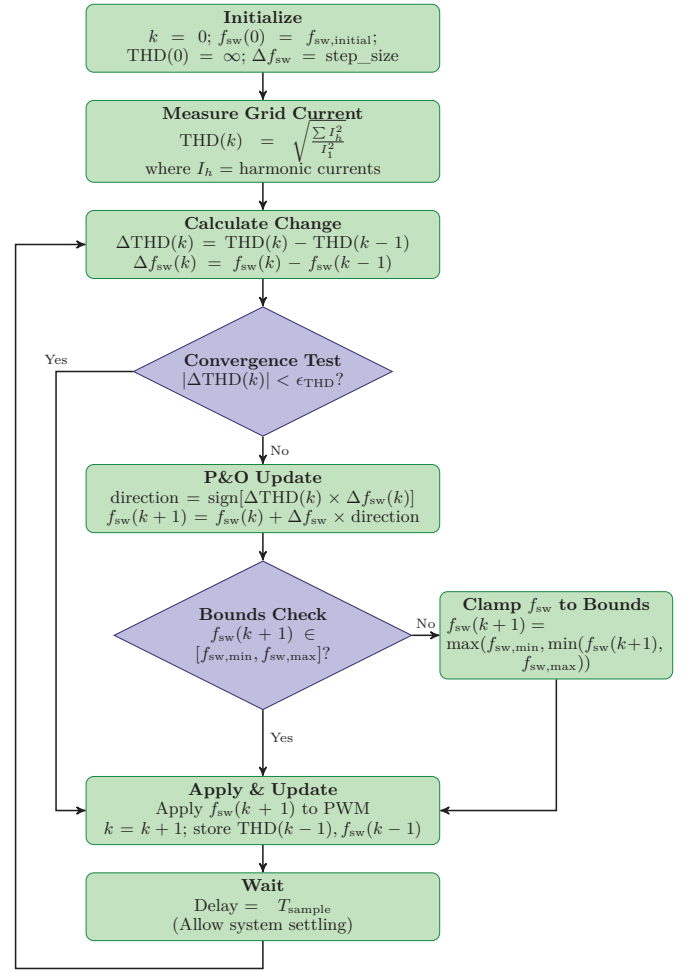 Initialize
k = 0; f_sw(0) = f_sw,initial;
THD(0) = ∞; Δf_sw = step_size
Measure Grid Current
THD(k) = √(∑ I_h^2 / I_1^2)
where I_h = harmonic currents
Calculate Change
ΔTHD(k) = THD(k) − THD(k − 1)
Δf_sw(k) = f_sw(k) − f_sw(k − 1)
Yes
Convergence Test
|ΔTHD(k)| < ϵ_THD?
No
P&O Update
direction = sign[ΔTHD(k) × Δf_sw(k)]
f_sw(k + 1) = f_sw(k) + Δf_sw × direction
Bounds Check
f_sw(k + 1) ∈
[f_sw,min, f_sw,max]?
No
Clamp f_sw to Bounds
f_sw(k + 1) =
max(f_sw,min, min(f_sw(k+1),
f_sw,max))
Yes
Apply & Update
Apply f_sw(k + 1) to PWM
k = k + 1; store THD(k−1), f_sw(k−1)
Wait
Delay = T_sample
(Allow system settling)